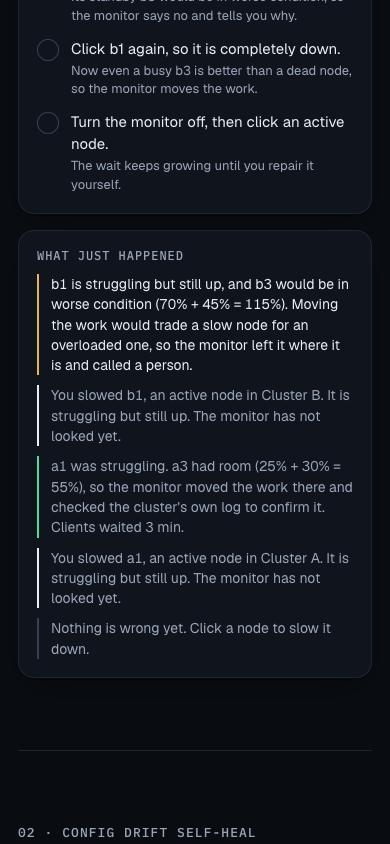 the monitor says no and tells you why.
Click b1 again, so it is completely down.
Now even a busy b3 is better than a dead node,
so the monitor moves the work.
Turn the monitor off, then click an active
node.
The wait keeps growing until you repair it
yourself.
WHAT JUST HAPPENED
b1 is struggling but still up, and b3 would be in
worse condition (70% + 45% = 115%). Moving
the work would trade a slow node for an
overloaded one, so the monitor left it where it
is and called a person.
You slowed b1, an active node in Cluster B. It is
struggling but still up. The monitor has not
looked yet.
a1 was struggling. a3 had room (25% + 30% =
55%), so the monitor moved the work there and
checked the cluster's own log to confirm it.
Clients waited 3 min.
You slowed a1, an active node in Cluster A. It is
struggling but still up. The monitor has not
looked yet.
Nothing is wrong yet. Click a node to slow it
down.
02 · CONFIG DRIFT SELF-HEAL